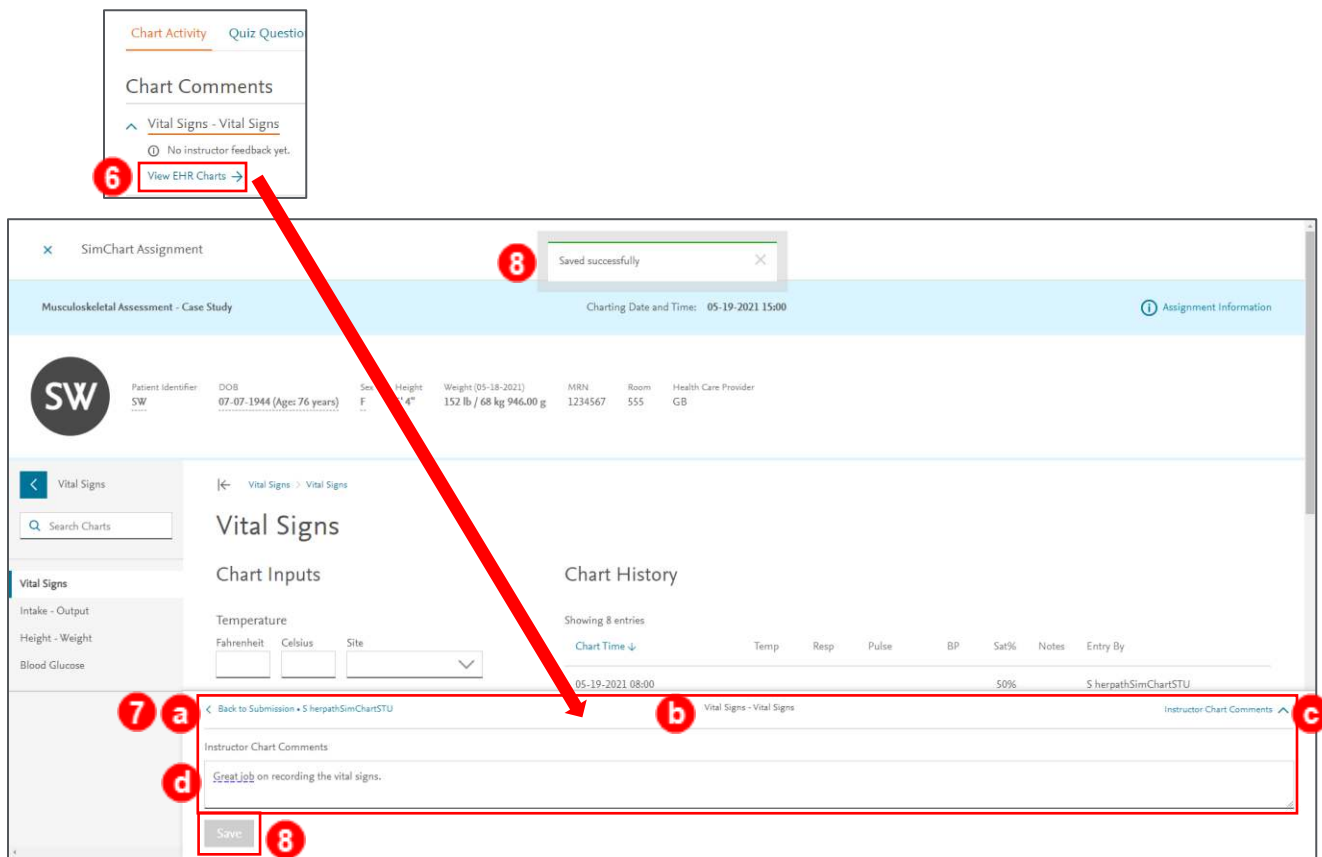 Chart Activity Quiz Questio
Chart Comments
Vital Signs - Vital Signs
No instructor feedback yet.
6 View EHR Charts →
× SimChart Assignment
8 Saved successfully ×
Musculoskeletal Assessment - Case Study Charting Date and Time: 05-19-2021 15:00 i Assignment Information
SW
Patient Identifier DOB Sex Height Weight (05-18-2021) MRN Room Health Care Provider
SW 07-07-1944 (Age: 76 years) F ' 4" 152 lb / 68 kg 946.00 g 1234567 555 GB
Vital Signs
Search Charts
Vital Signs
Intake - Output
Height - Weight
Blood Glucose
Vital Signs > Vital Signs
Vital Signs
Chart Inputs
Temperature
Fahrenheit Celsius Site
Chart History
Showing 8 entries
Chart Time ↓ Temp Resp Pulse BP Sat% Notes Entry By
05-19-2021 08:00 50% S herpathSimChartSTU
7 a < Back to Submission • S herpathSimChartSTU b Vital Signs - Vital Signs Instructor Chart Comments c
Instructor Chart Comments
d Great job on recording the vital signs.
Save 8